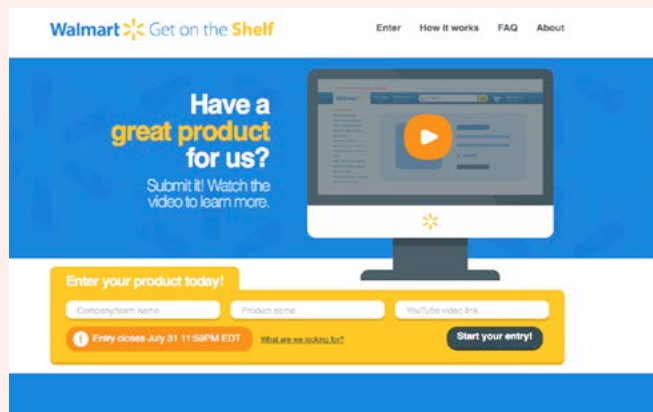 Walmart Get on the Shelf
Enter How it works FAQ About
Have a
great product
for us?
Submit it! Watch the
video to learn more.
Walmart
Enter your product today!
Company/team name Product name YouTube video link
Entry closes July 31 11:59PM EDT What are we looking for? Start your entry!